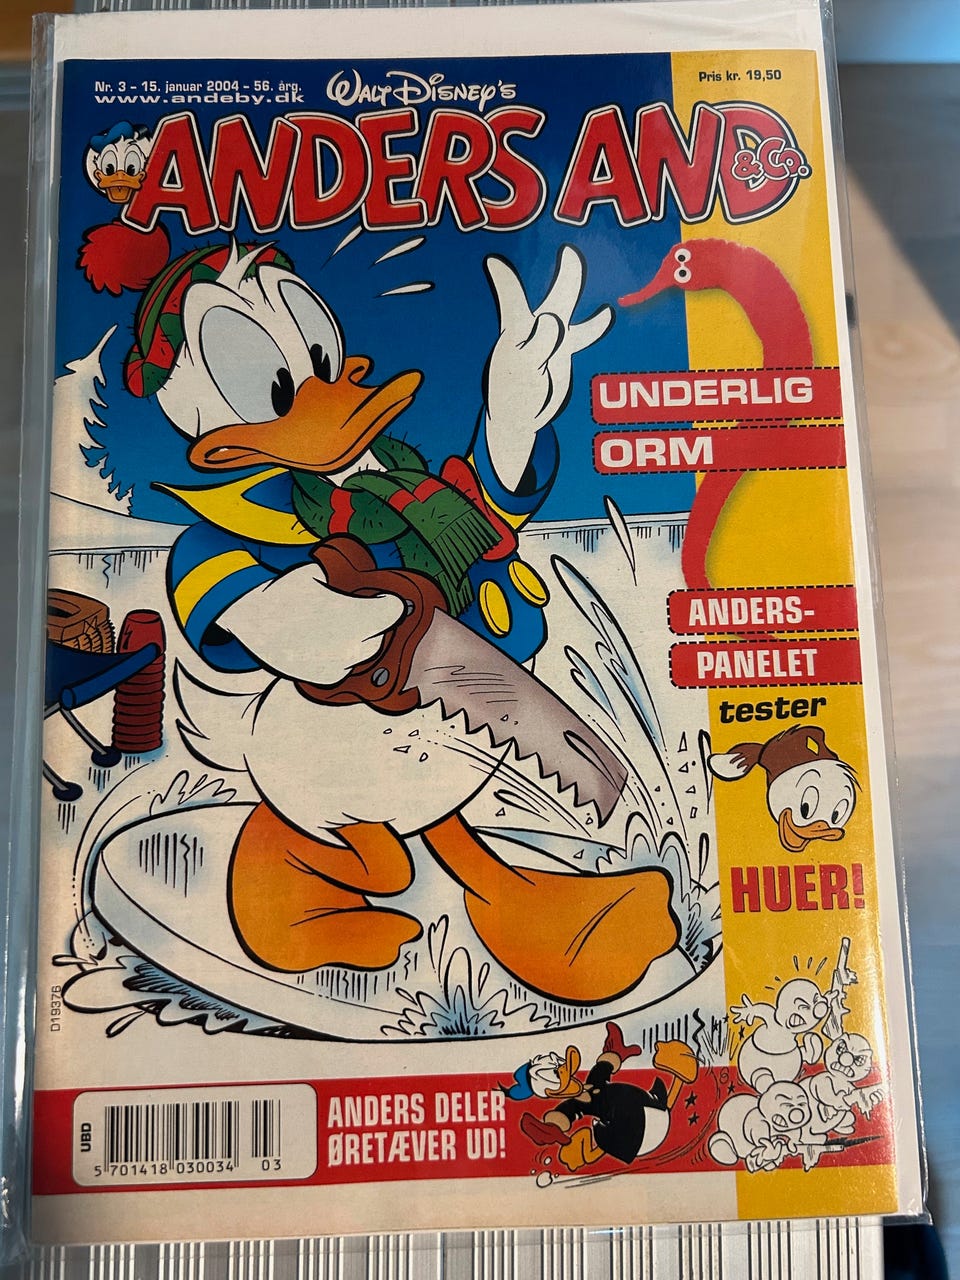 Nr. 3 - 15. januar 2004 - 56. årg.
www.andeby.dk
WALT DISNEY'S
Pris kr. 19,50
ANDERS AND
& Co.
UNDERLIG
ORM
ANDERS-
PANELET
tester
HUER!
D19376
UBD
5 701418 030034 03
ANDERS DELER
ØRETÆVER UD!